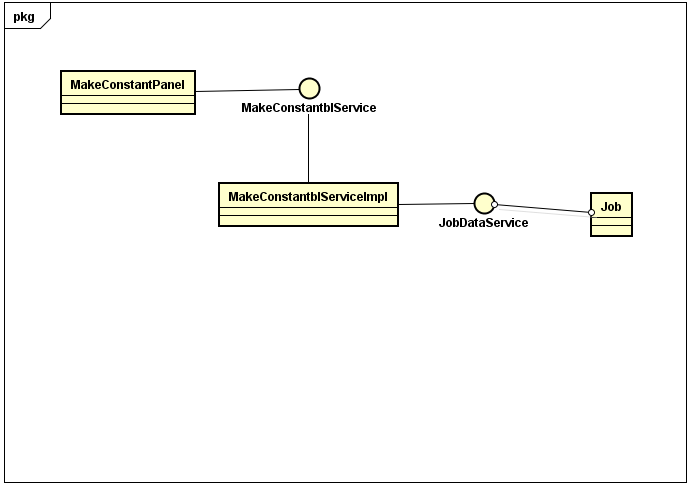 pkg
MakeConstantPanel
MakeConstantblService
MakeConstantblServiceImpl
JobDataService
Job